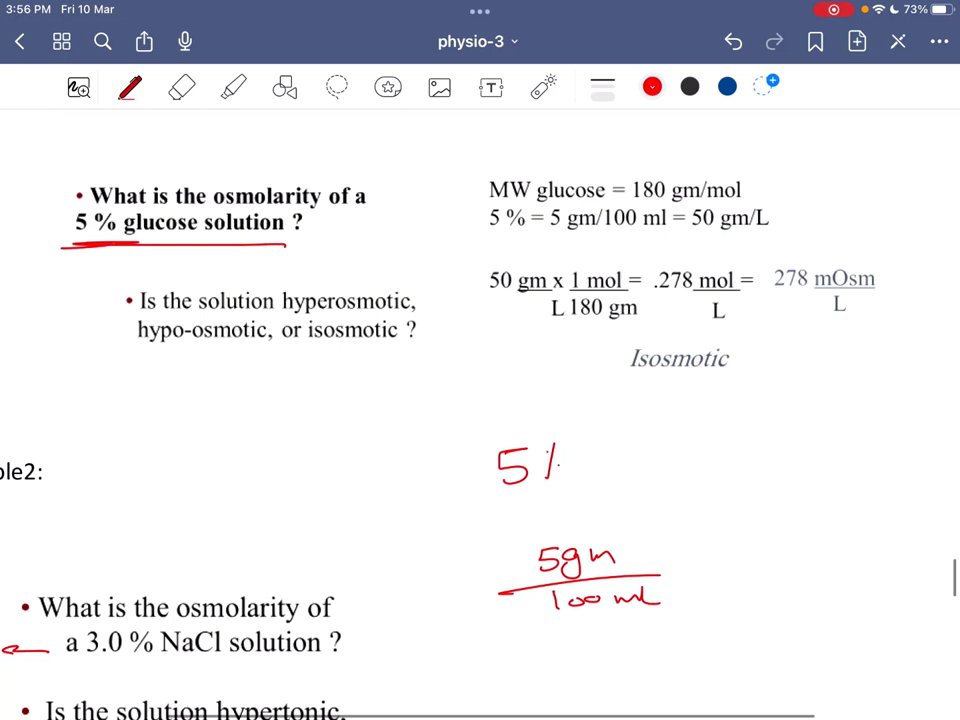 3:56 PM Fri 10 Mar
73%
physio-3
• What is the osmolarity of a
5 % glucose solution ?
• Is the solution hyperosmotic,
hypo-osmotic, or isosmotic ?
MW glucose = 180 gm/mol
5 % = 5 gm/100 ml = 50 gm/L
50 gm x 1 mol = .278 mol = 278 mOsm
L 180 gm L L
Isosmotic
ple2:
5 %
5gm
100 ml
• What is the osmolarity of
a 3.0 % NaCl solution ?
• Is the solution hypertonic,